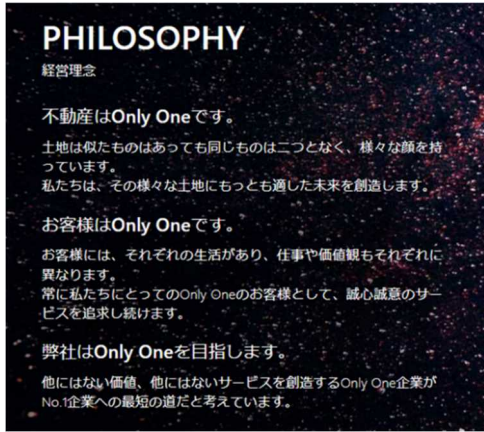 PHILOSOPHY
経営理念
不動産はOnly Oneです。
土地は似たものはあっても同じものは二つとなく、様々な顔を持
っています。
私たちは、その様々な土地にもっとも適した未来を創造します。
お客様はOnly Oneです。
お客様には、それぞれの生活があり、仕事や価値観もそれぞれに
異なります。
常に私たちにとってのOnly Oneのお客様として、誠心誠意のサー
ビスを追求し続けます。
弊社はOnly Oneを目指します。
他にはない価値、他にはないサービスを創造するOnly One企業が
No.1企業への最短の道だと考えています。